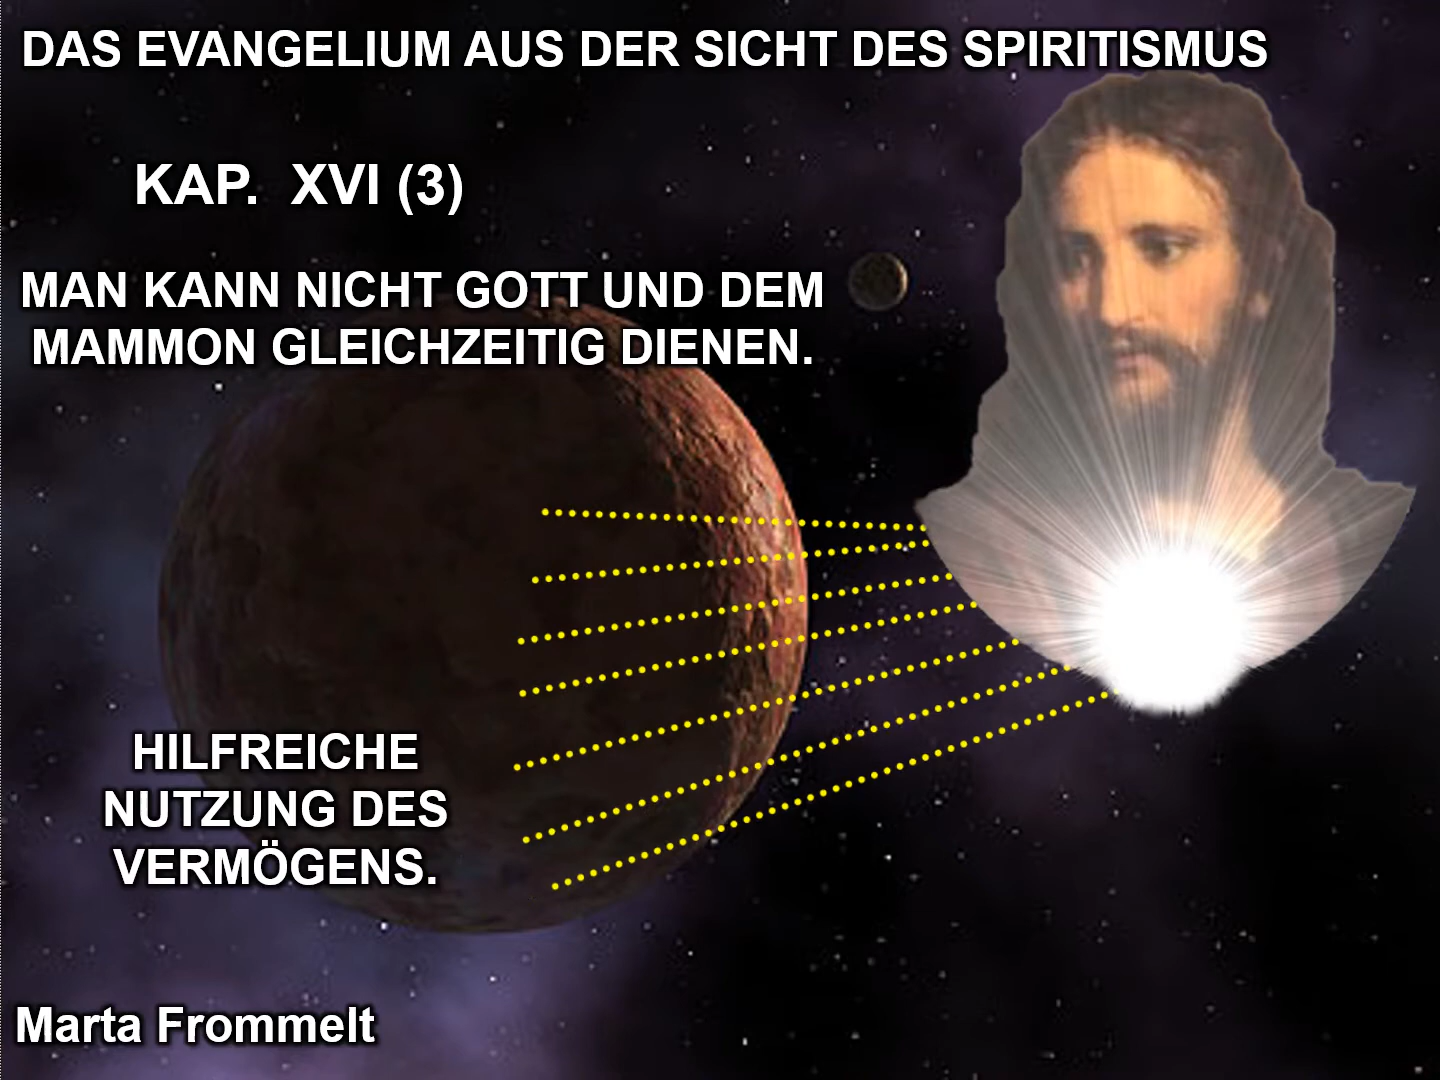 DAS EVANGELIUM AUS DER SICHT DES SPIRITISMUS
KAP. XVI (3)
MAN KANN NICHT GOTT UND DEM
MAMMON GLEICHZEITIG DIENEN.
HILFREICHE
NUTZUNG DES
VERMÖGENS.
Marta Frommelt